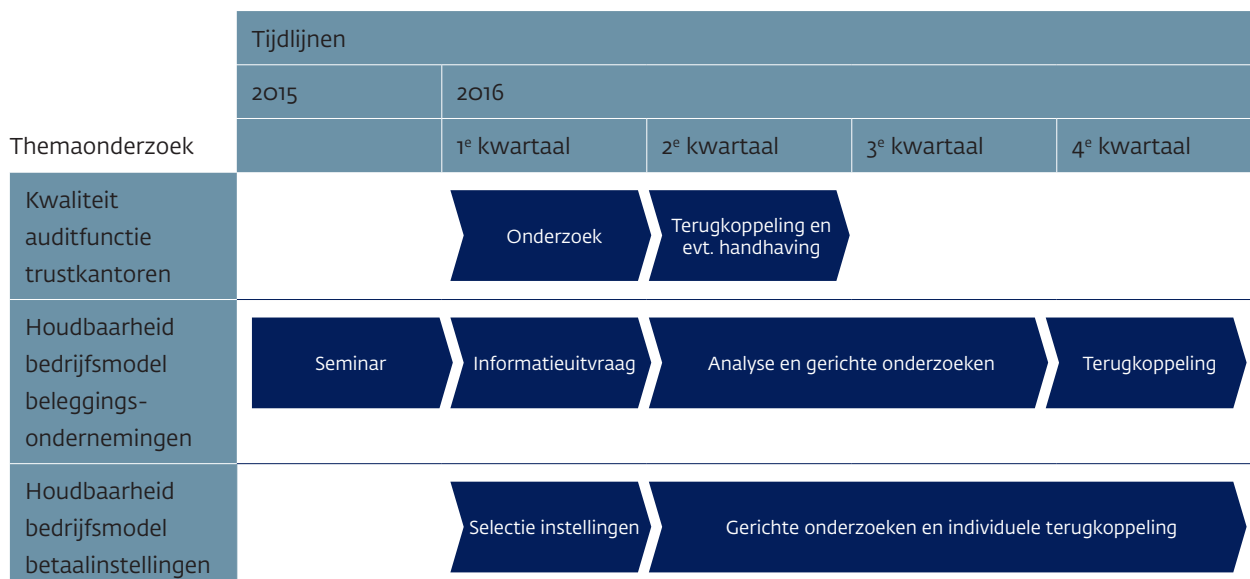 Tijdlijnen
2015
2016
Themaonderzoek
1e kwartaal
2e kwartaal
3e kwartaal
4e kwartaal
Kwaliteit
auditfunctie
trustkantoren
Onderzoek
Terugkoppeling en
evt. handhaving
Houdbaarheid
bedrijfsmodel
beleggings-
ondernemingen
Seminar
Informatieuitvraag
Analyse en gerichte onderzoeken
Terugkoppeling
Houdbaarheid
bedrijfsmodel
betaalinstellingen
Selectie instellingen
Gerichte onderzoeken en individuele terugkoppeling